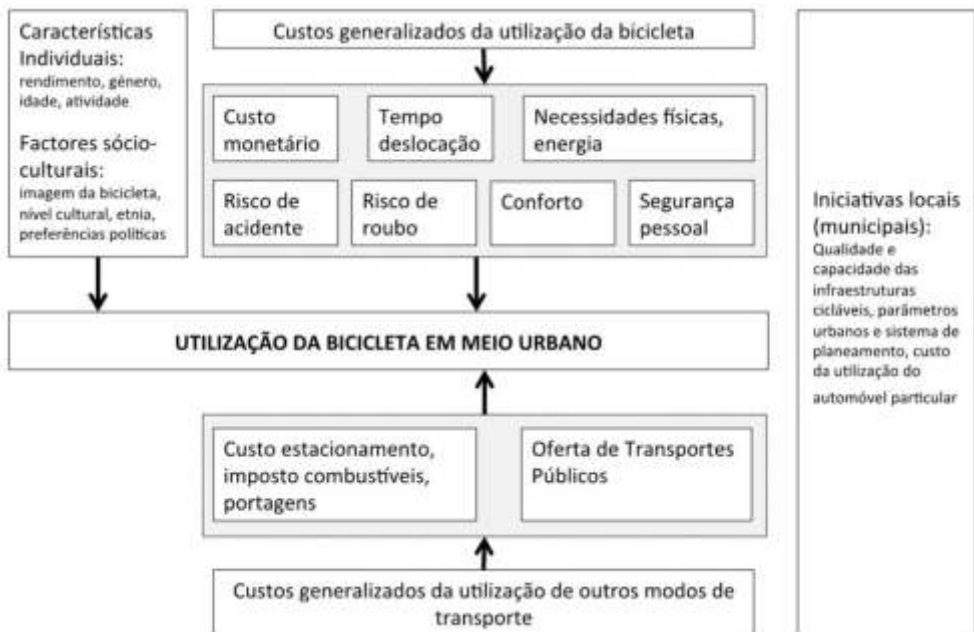 Características
Individuais:
rendimento, género,
idade, atividade
Factores sócio-
culturais:
imagem da bicicleta,
nível cultural, etnia,
preferências políticas
Custos generalizados da utilização da bicicleta
Custo
monetário
Tempo
deslocação
Necessidades físicas,
energia
Risco de
acidente
Risco de
roubo
Conforto
Segurança
pessoal
UTILIZAÇÃO DA BICICLETA EM MEIO URBANO
Custo estacionamento,
imposto combustíveis,
portagens
Oferta de Transportes
Públicos
Custos generalizados da utilização de outros modos de
transporte
Iniciativas locais
(municipais):
Qualidade e
capacidade das
infraestruturas
cicláveis, parâmetros
urbanos e sistema de
planeamento, custo
da utilização do
automóvel particular